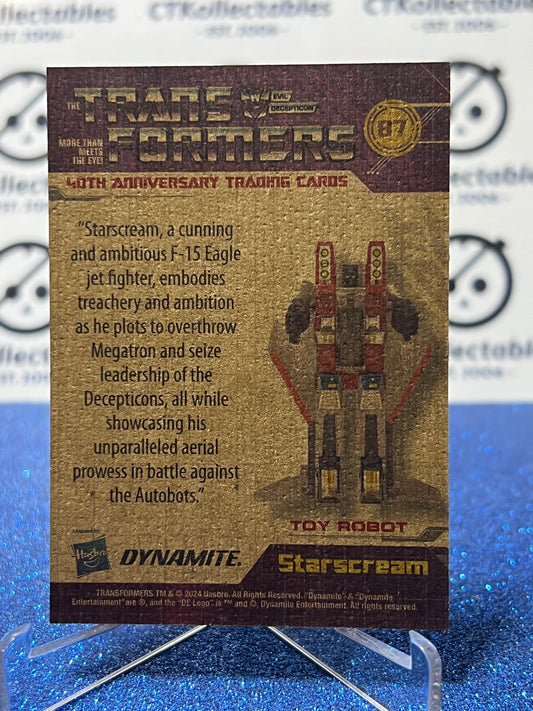 CTKollectables
EST. 2006
THE TRANS EVIL DECEPTICON
MORE THAN MEETS THE EYE! FORMERS
87
40TH ANNIVERSARY TRADING CARDS
“Starscream, a cunning
and ambitious F-15 Eagle
jet fighter, embodies
treachery and ambition
as he plots to overthrow
Megatron and seize
leadership of the
Decepticons, all while
showcasing his
unparalleled aerial
prowess in battle against
the Autobots.”
TOY ROBOT
Licensed by:
Hasbro DYNAMITE. Starscream
TRANSFORMERS TM & © 2024 Hasbro. All Rights Reserved. "Dynamite" & "Dynamite
Entertainment" are ®, and the "DE Logo" is ™ and ©, Dynamite Entertainment. All rights reserved.